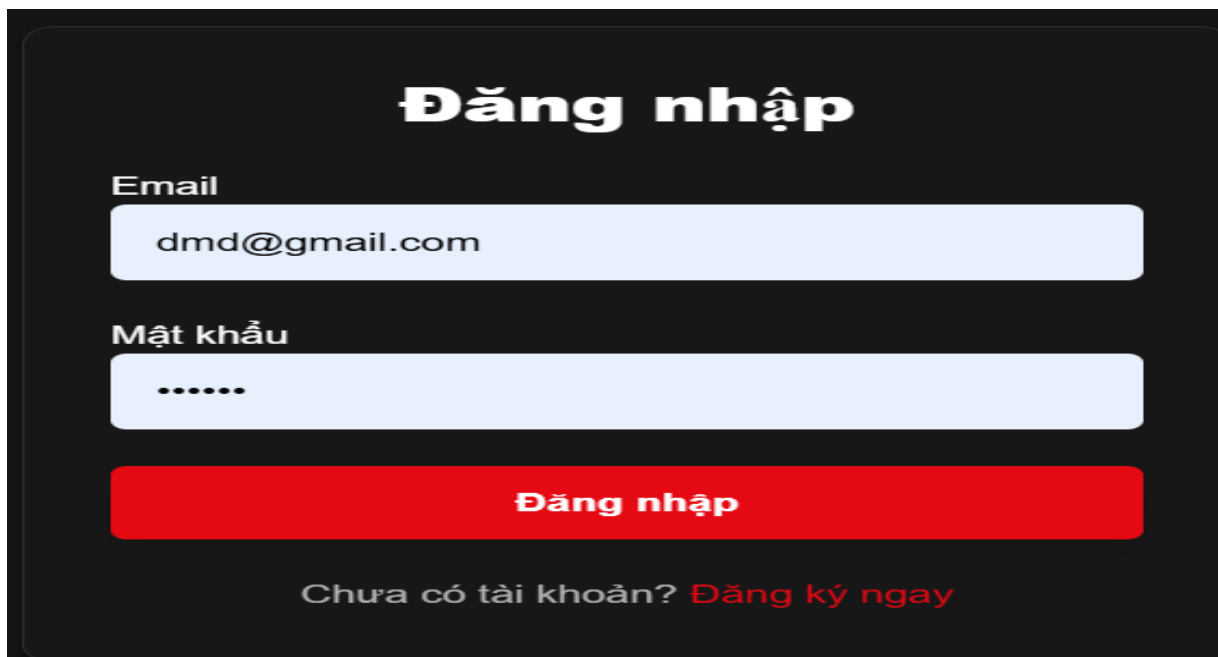 Đăng nhập
Email
dmd@gmail.com
Mật khẩu
••••••
Đăng nhập
Chưa có tài khoản? Đăng ký ngay